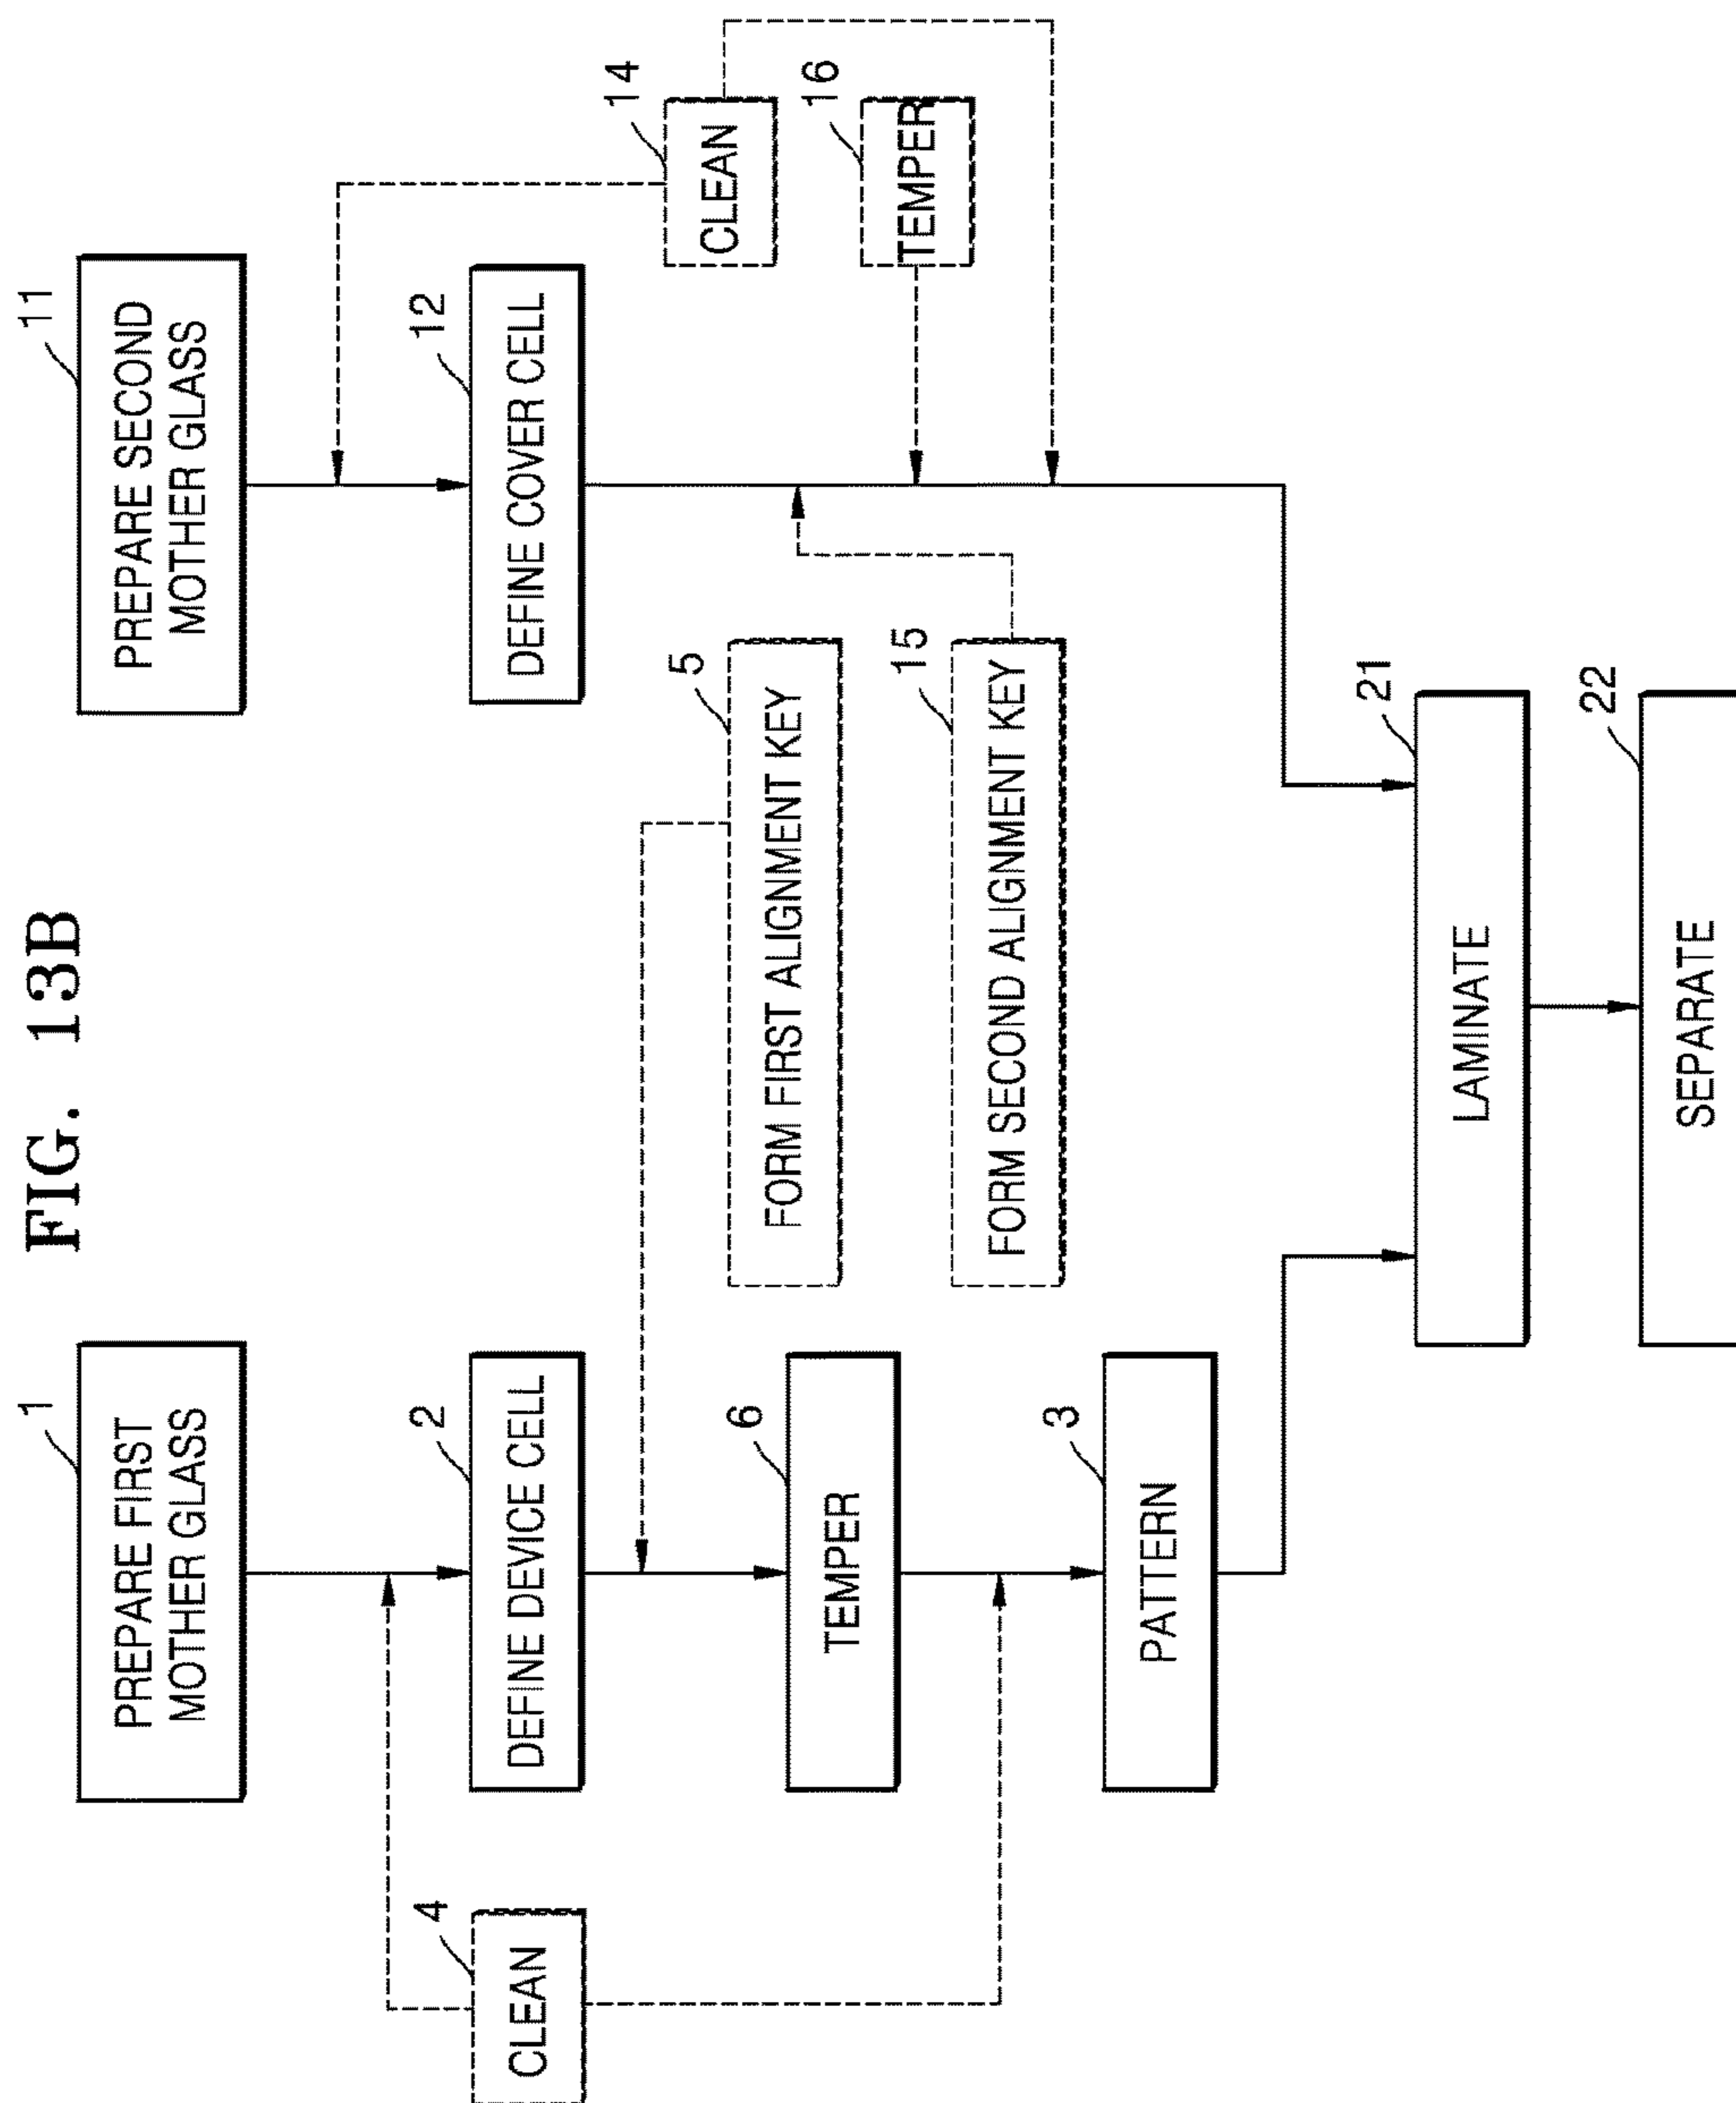 FIG. 13B
1
PREPARE FIRST
MOTHER GLASS
11
PREPARE SECOND
MOTHER GLASS
4
CLEAN
2
DEFINE DEVICE CELL
12
DEFINE COVER CELL
14
CLEAN
5
FORM FIRST ALIGNMENT KEY
6
TEMPER
16
TEMPER
15
FORM SECOND ALIGNMENT KEY
3
PATTERN
21
LAMINATE
22
SEPARATE